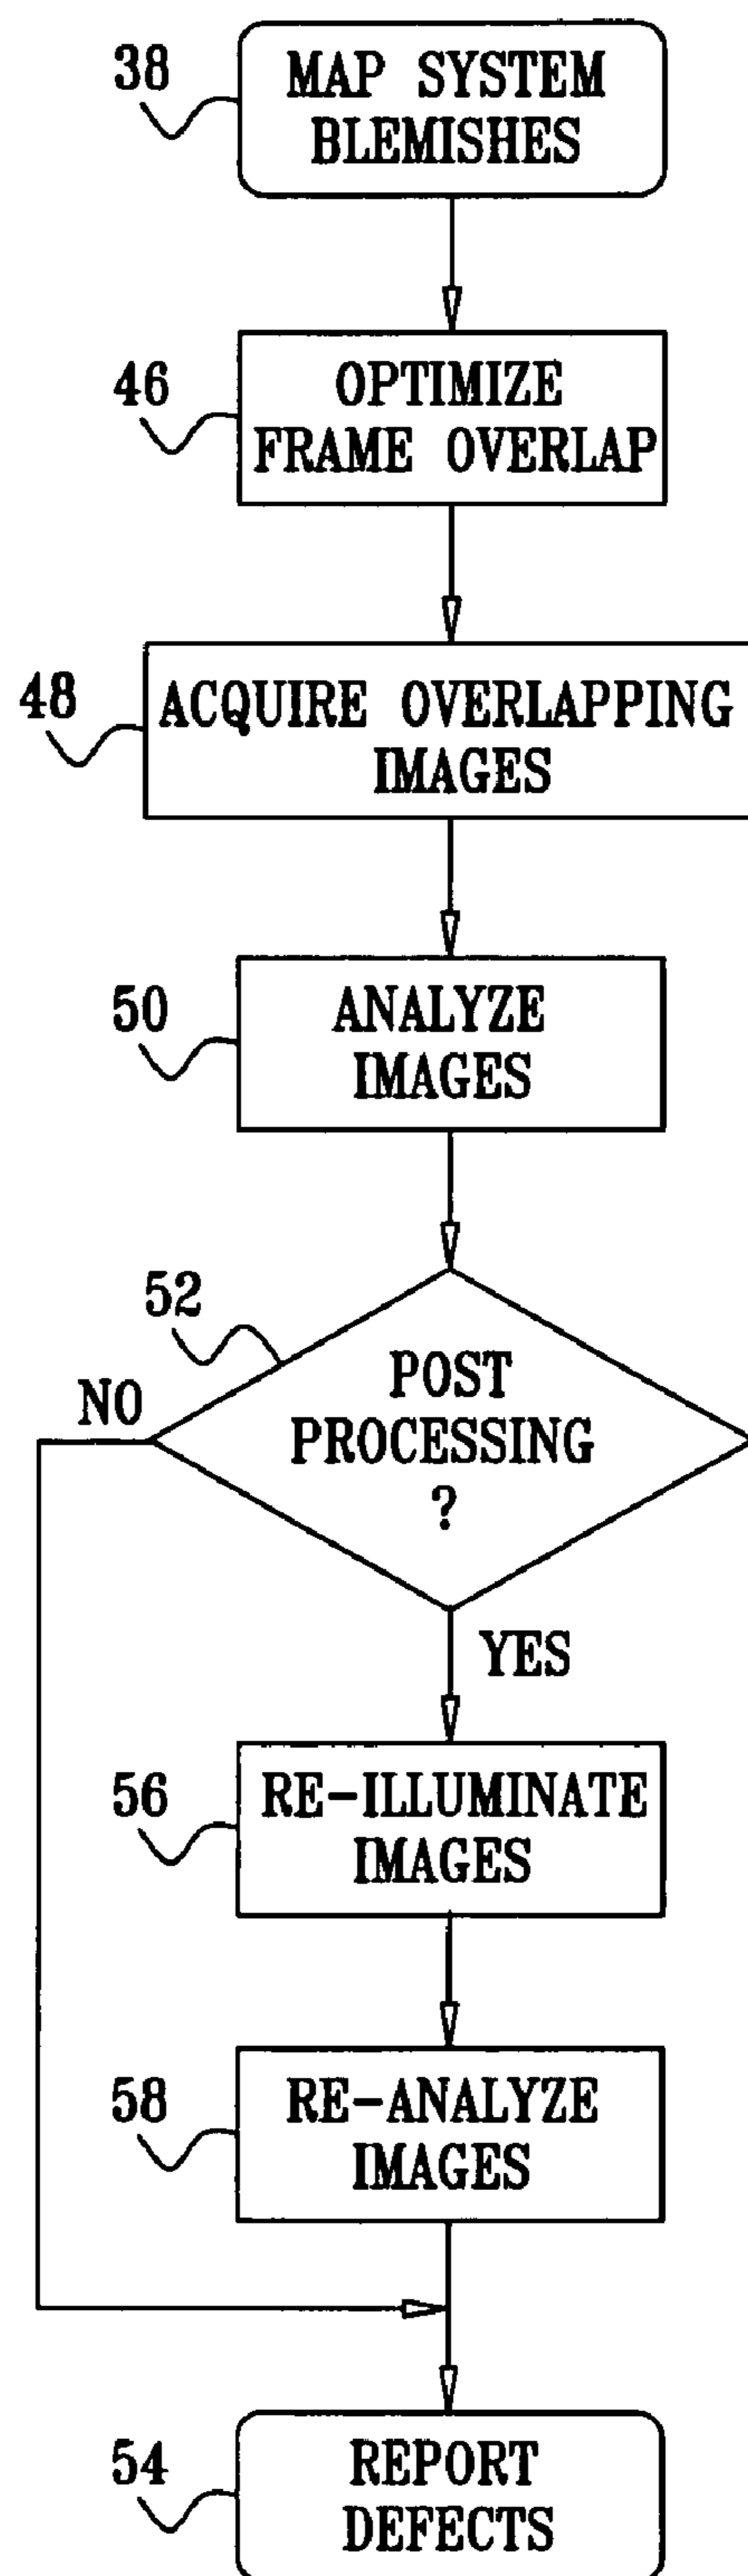 38
MAP SYSTEM
BLEMISHES
46
OPTIMIZE
FRAME OVERLAP
48
ACQUIRE OVERLAPPING
IMAGES
50
ANALYZE
IMAGES
52
NO
POST
PROCESSING
?
YES
56
RE-ILLUMINATE
IMAGES
58
RE-ANALYZE
IMAGES
54
REPORT
DEFECTS